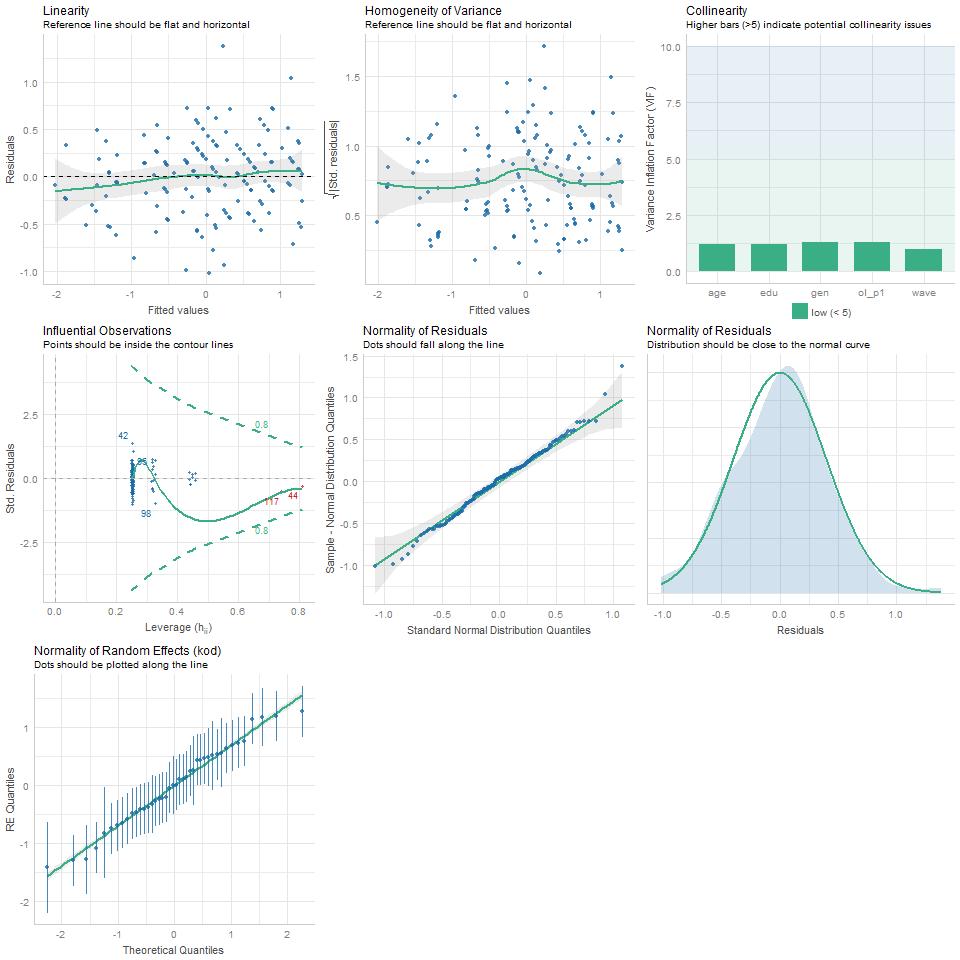 Linearity
Reference line should be flat and horizontal
Residuals
1.0
0.5
0.0
-0.5
-1.0
-2
-1
0
1
Fitted values
Homogeneity of Variance
Reference line should be flat and horizontal
√|Std. residuals|
1.5
1.0
0.5
-2
-1
0
1
Fitted values
Collinearity
Higher bars (>5) indicate potential collinearity issues
Variance Inflation Factor (VIF)
10.0
7.5
5.0
2.5
0.0
age
edu
gen
ol_p1
wave
low (< 5)
Influential Observations
Points should be inside the contour lines
Std. Residuals
2.5
0.0
-2.5
42
98
0.8
117
44
0.8
0.0
0.2
0.4
0.6
0.8
Leverage (hii)
Normality of Residuals
Dots should fall along the line
Sample - Normal Distribution Quantiles
1.5
1.0
0.5
0.0
-0.5
-1.0
-1.0
-0.5
0.0
0.5
1.0
Standard Normal Distribution Quantiles
Normality of Residuals
Distribution should be close to the normal curve
-1.0
-0.5
0.0
0.5
1.0
Residuals
Normality of Random Effects (kod)
Dots should be plotted along the line
RE Quantiles
1
0
-1
-2
-2
-1
0
1
2
Theoretical Quantiles